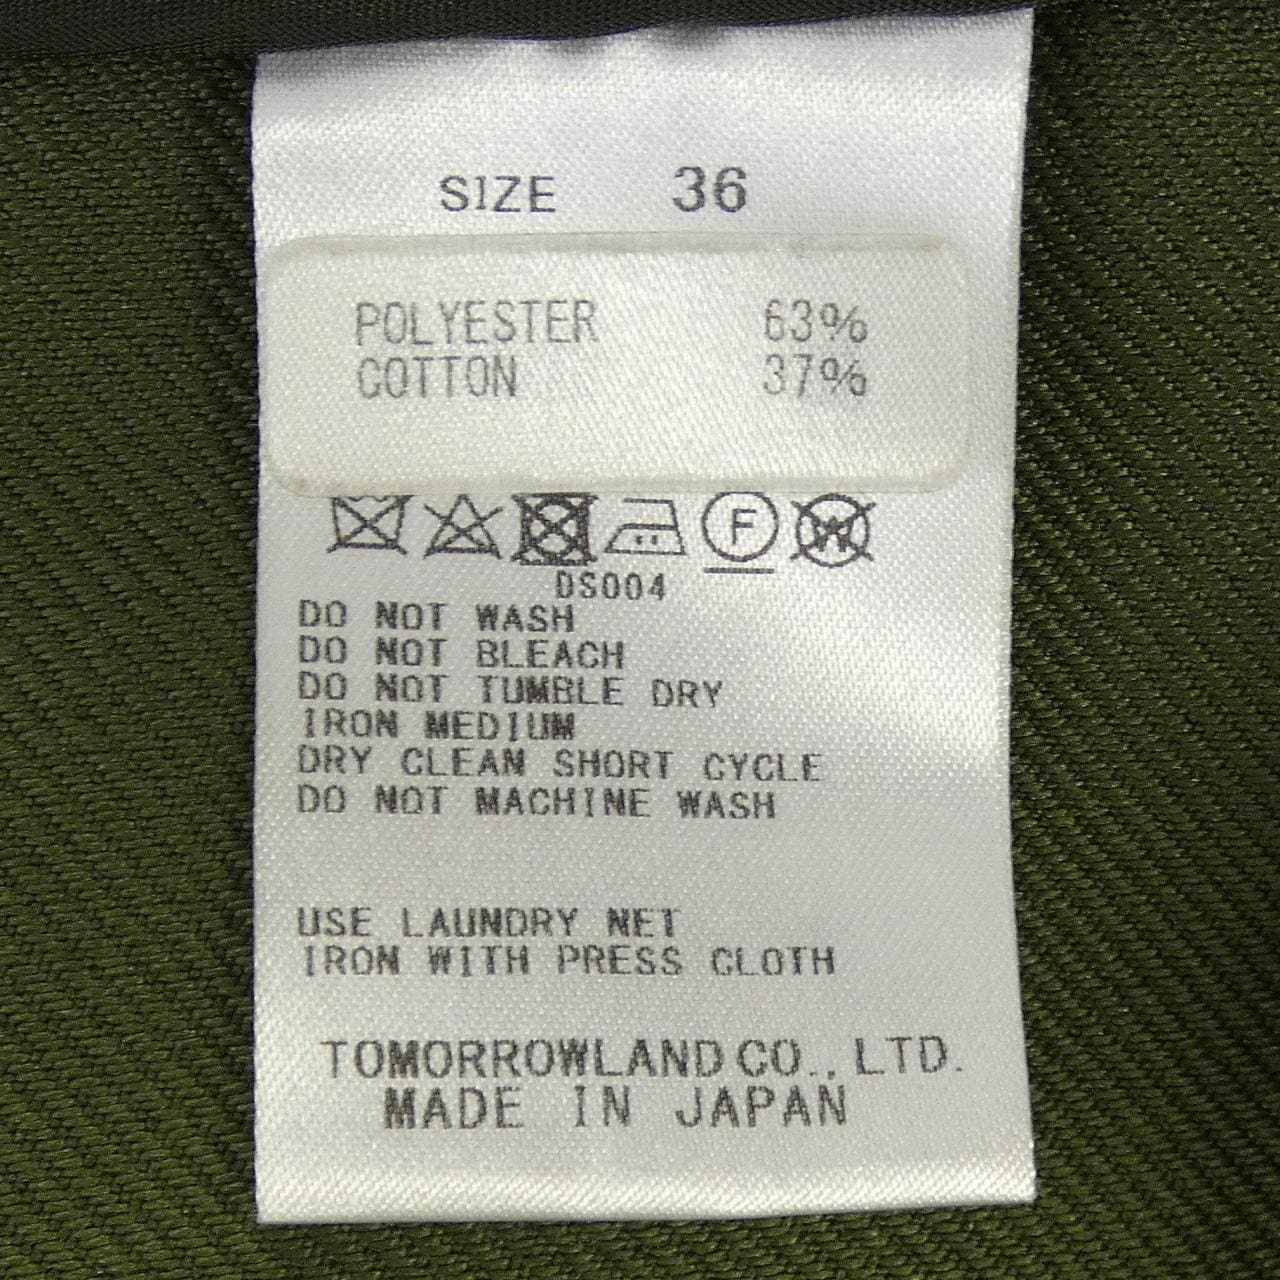 SIZE 36
POLYESTER 63%
COTTON 37%
F W
DS004
DO NOT WASH
DO NOT BLEACH
DO NOT TUMBLE DRY
IRON MEDIUM
DRY CLEAN SHORT CYCLE
DO NOT MACHINE WASH
USE LAUNDRY NET
IRON WITH PRESS CLOTH
TOMORROWLAND CO., LTD.
MADE IN JAPAN